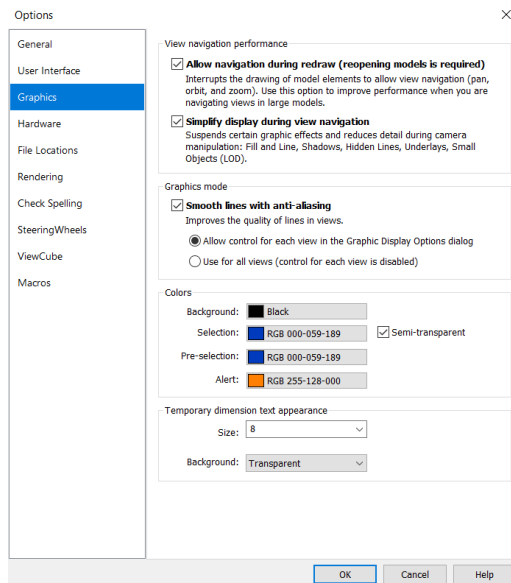 Options
General
User Interface
Graphics
Hardware
File Locations
Rendering
Check Spelling
SteeringWheels
ViewCube
Macros
View navigation performance
Allow navigation during redraw (reopening models is required)
Interrupts the drawing of model elements to allow view navigation (pan,
orbit, and zoom). Use this option to improve performance when you are
navigating views in large models.
Simplify display during view navigation
Suspends certain graphic effects and reduces detail during camera
manipulation: Fill and Line, Shadows, Hidden Lines, Underlays, Small
Objects (LOD).
Graphics mode
Smooth lines with anti-aliasing
Improves the quality of lines in views.
Allow control for each view in the Graphic Display Options dialog
Use for all views (control for each view is disabled)
Colors
Background: Black
Selection: RGB 000-059-189 Semi-transparent
Pre-selection: RGB 000-059-189
Alert: RGB 255-128-000
Temporary dimension text appearance
Size: 8
Background: Transparent
OK Cancel Help